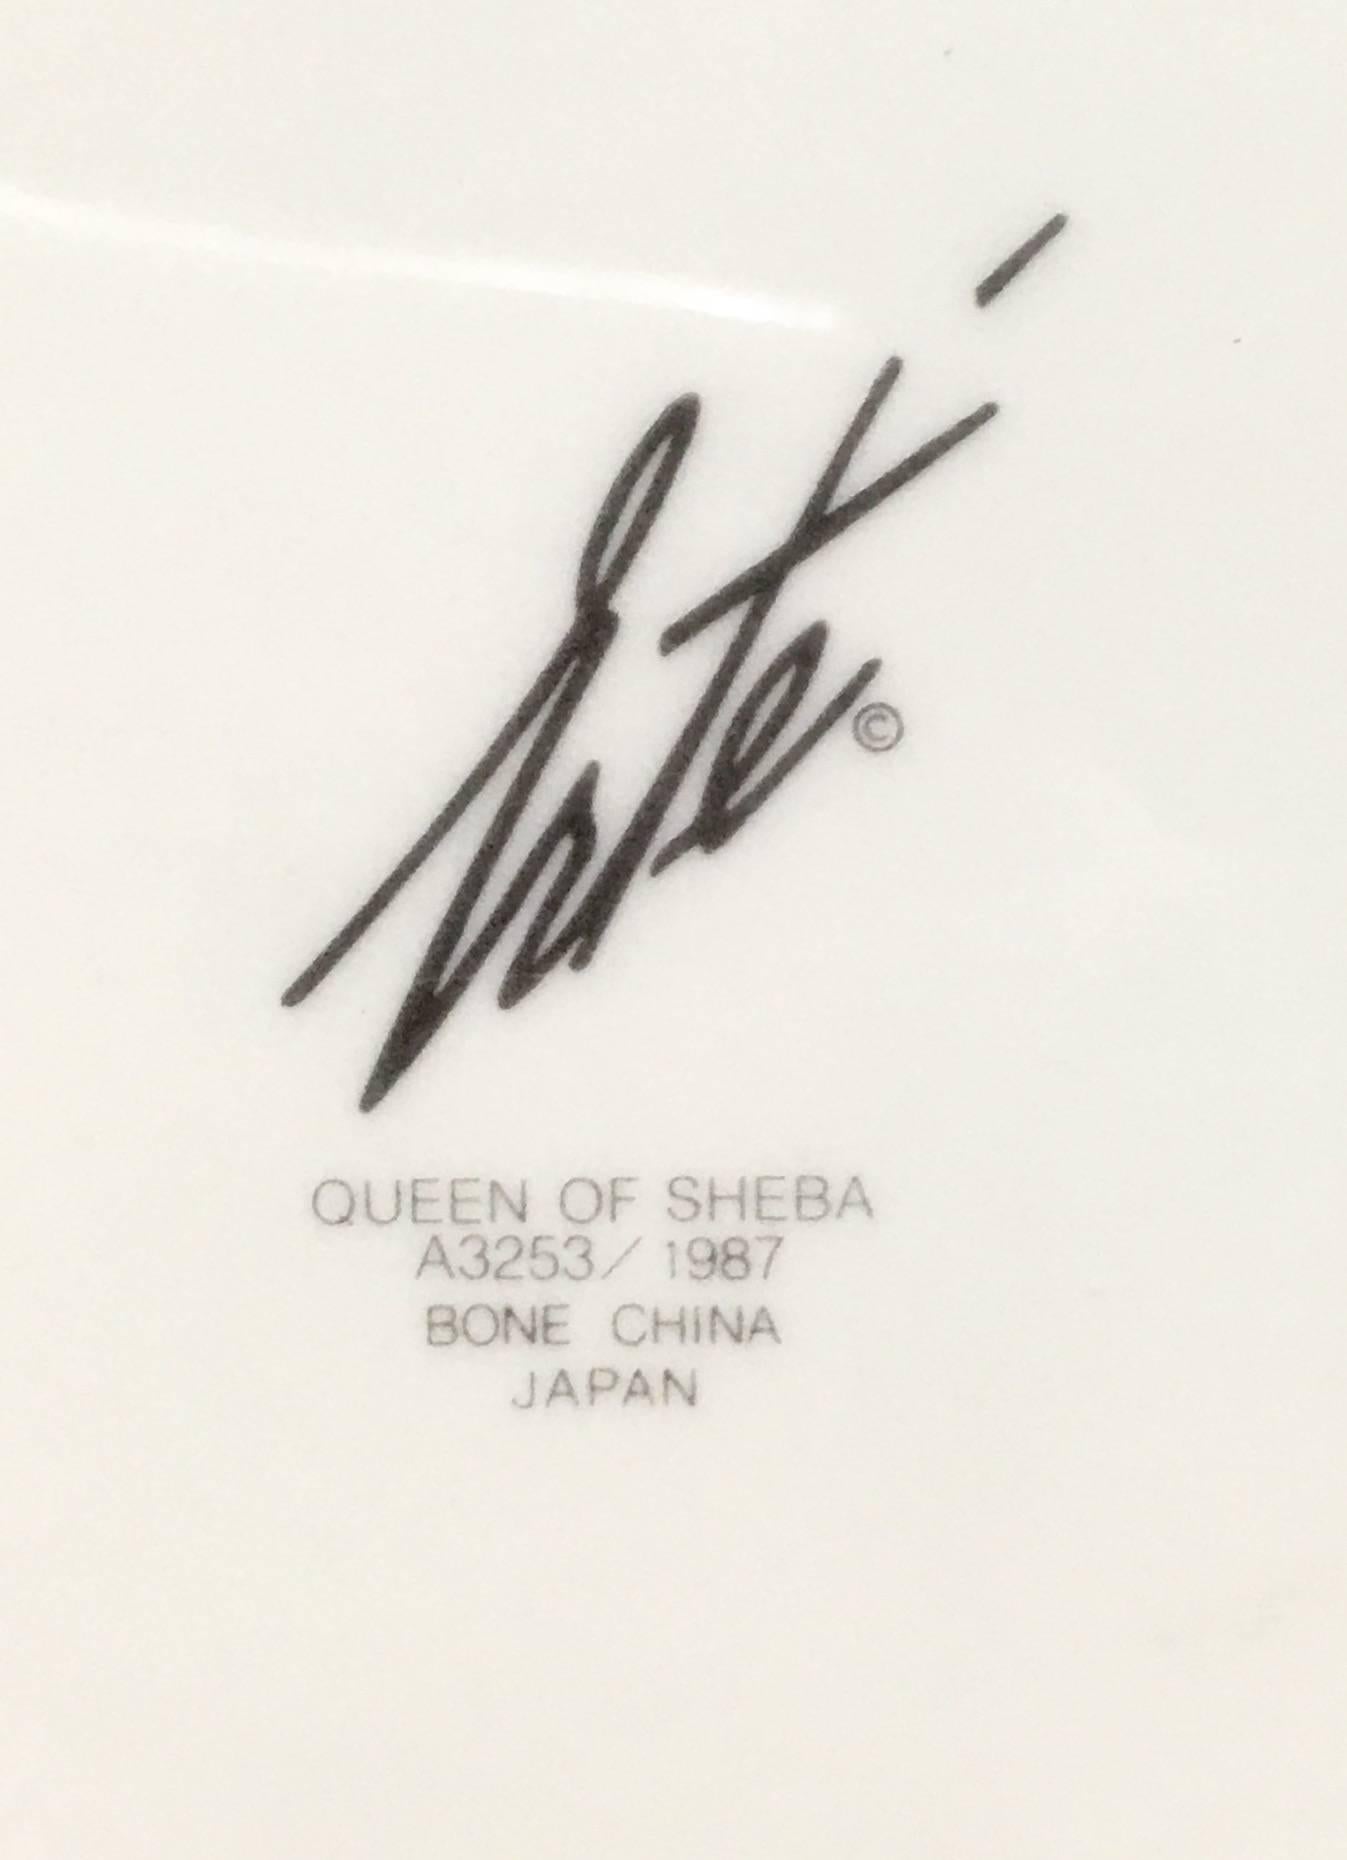 Erté ©
QUEEN OF SHEBA
A3253/1987
BONE CHINA
JAPAN